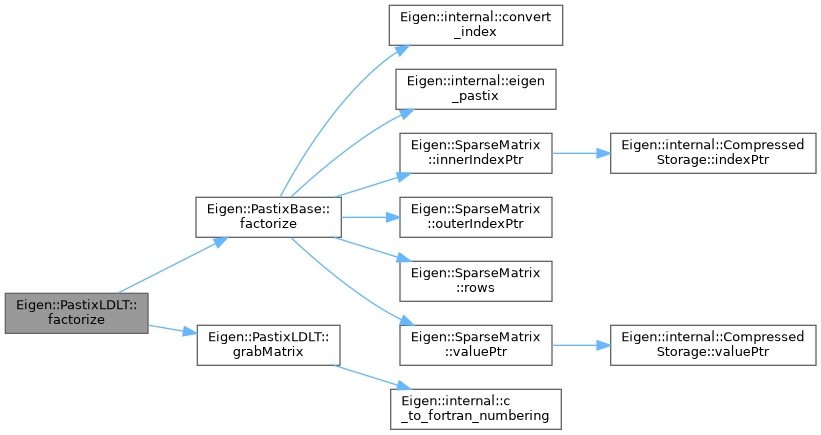 Eigen::internal::convert
_index
Eigen::internal::eigen
_pastix
Eigen::SparseMatrix
::innerIndexPtr
Eigen::internal::Compressed
Storage::indexPtr
Eigen::PastixBase::
factorize
Eigen::SparseMatrix
::outerIndexPtr
Eigen::SparseMatrix
::rows
Eigen::PastixLDLT::
factorize
Eigen::PastixLDLT::
grabMatrix
Eigen::SparseMatrix
::valuePtr
Eigen::internal::Compressed
Storage::valuePtr
Eigen::internal::c
_to_fortran_numbering